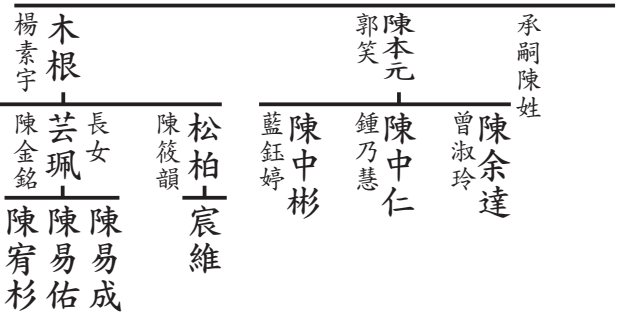 承嗣陳姓
陳本元
郭笑
木根
楊素宇
陳余達
曾淑玲
陳中仁
鍾乃慧
陳中彬
藍鈺婷
松柏
陳筱韻
長女
芸珮
陳金銘
宸維
陳易成
陳易佑
陳宥杉